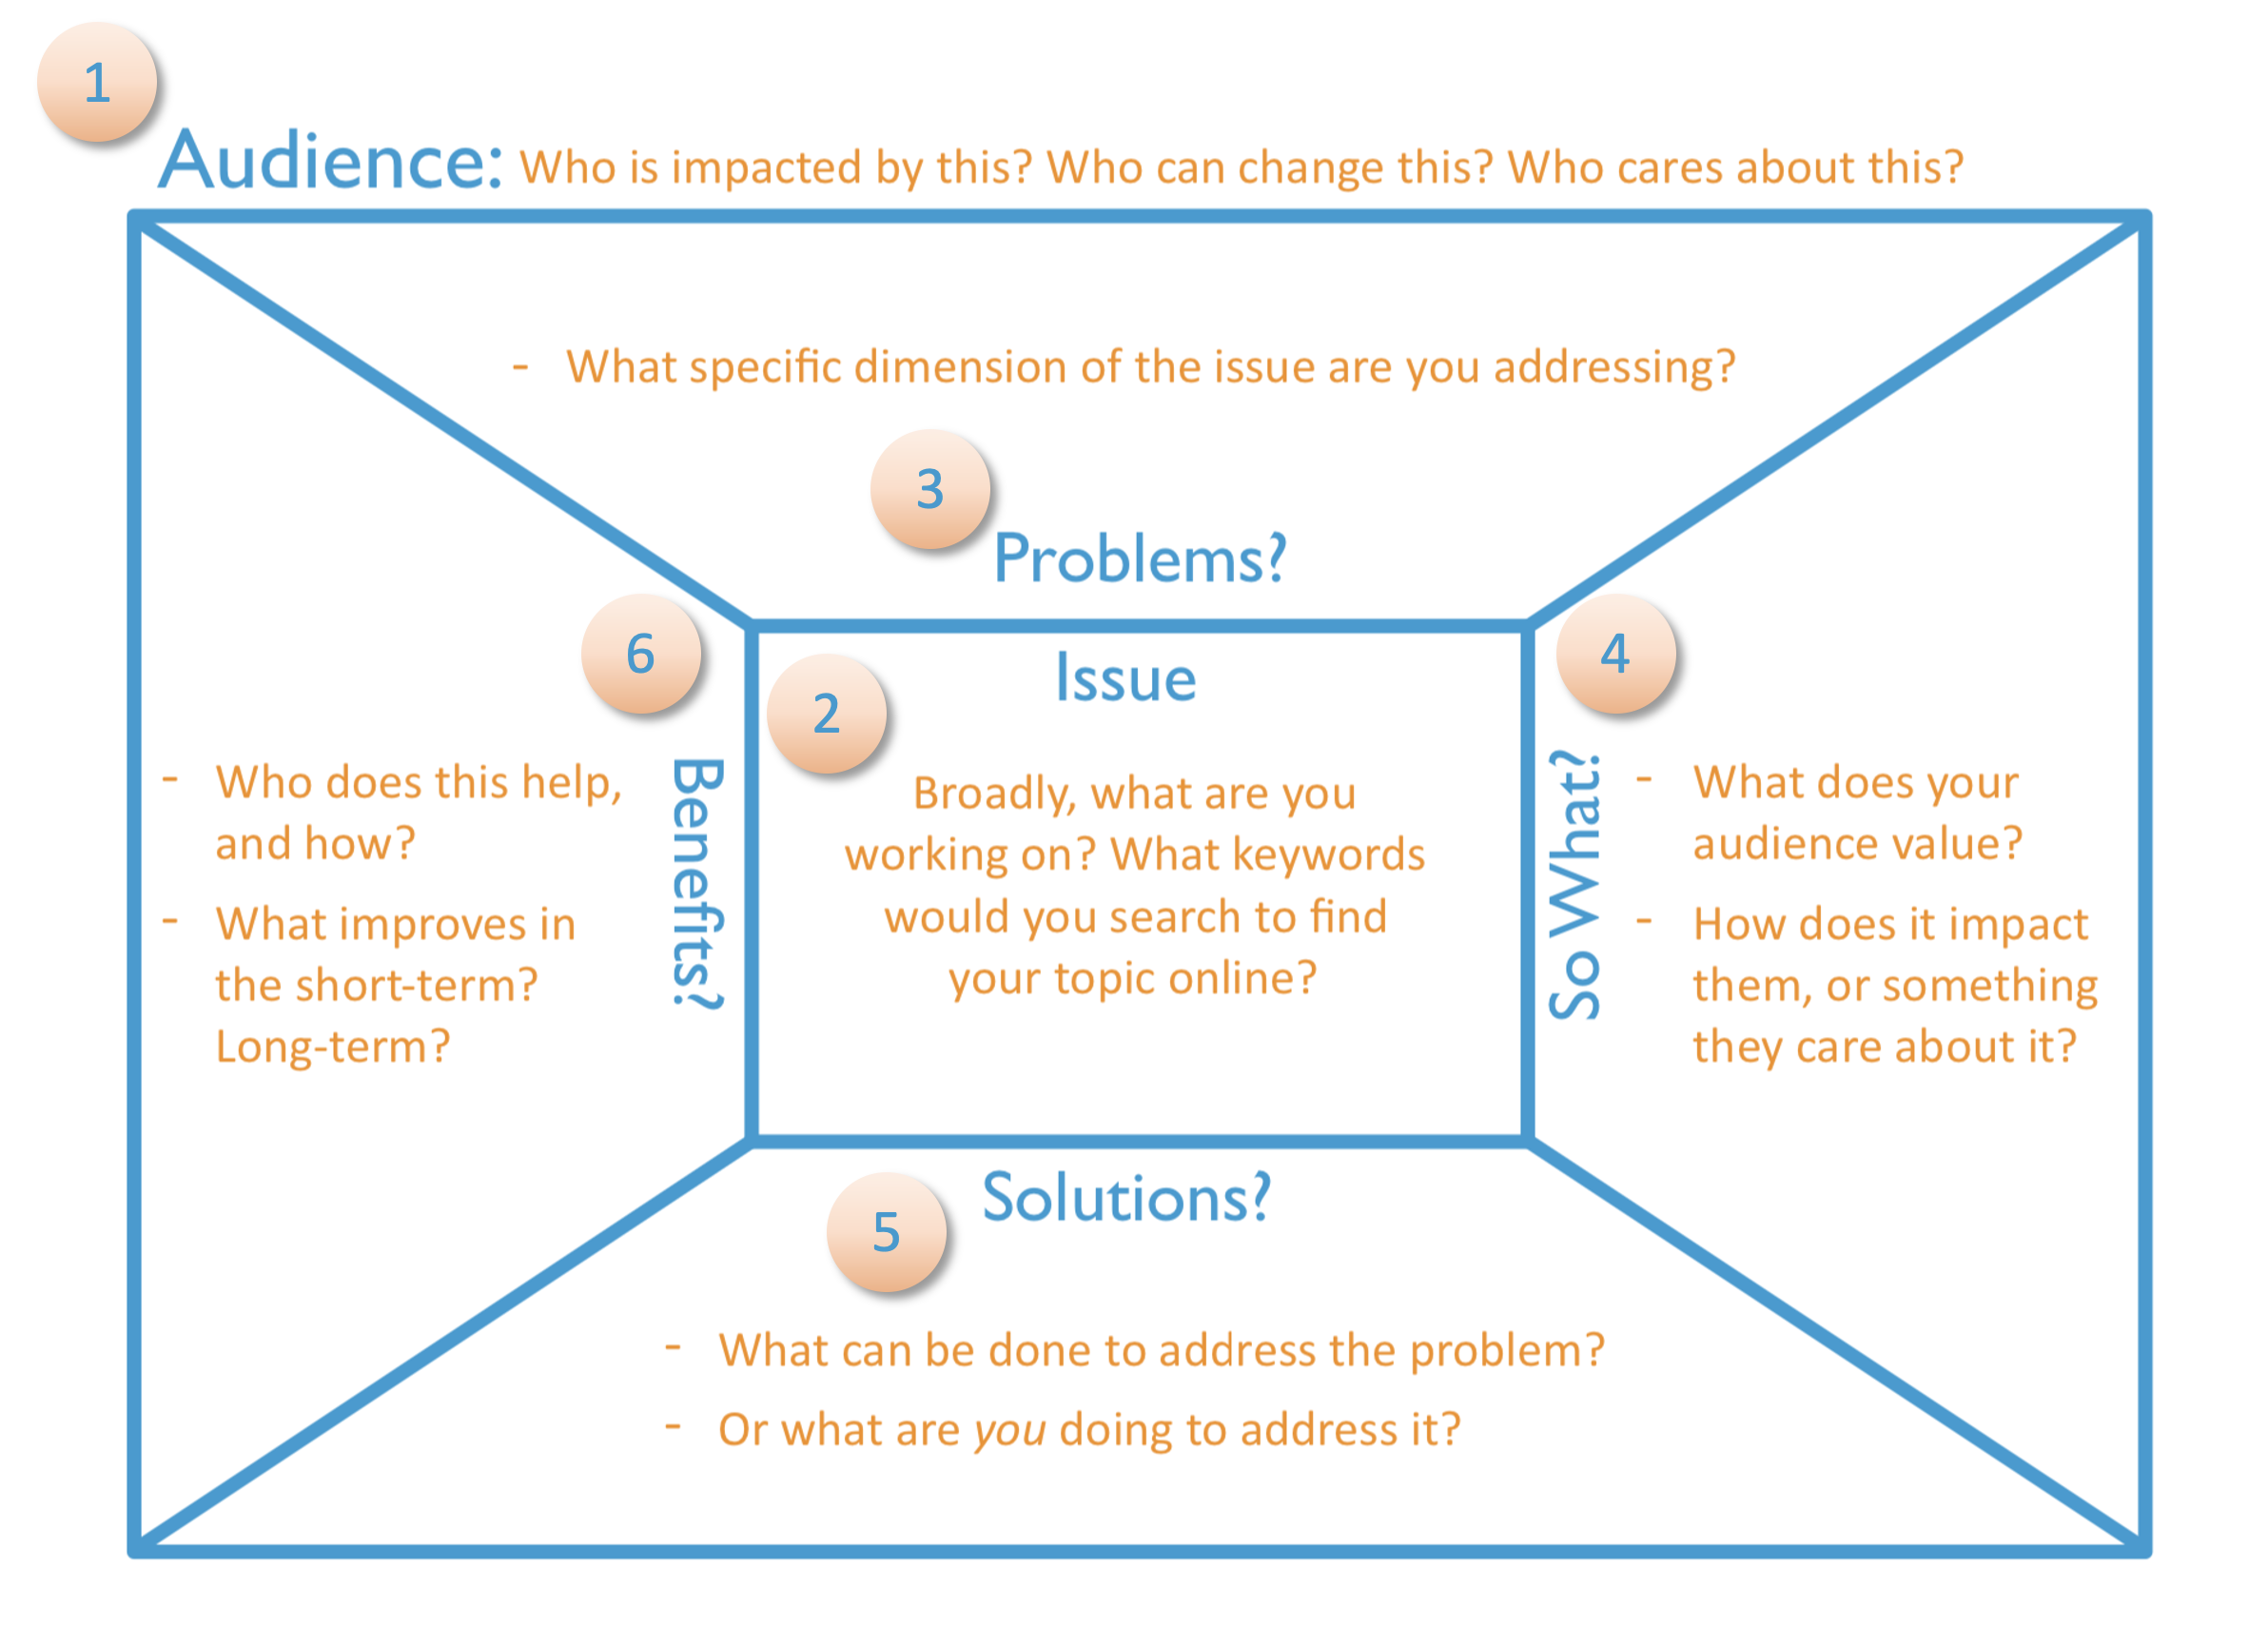 1
Audience: Who is impacted by this? Who can change this? Who cares about this?
- What specific dimension of the issue are you addressing?
3
Problems?
6
Benefits?
- Who does this help,
and how?
- What improves in
the short-term?
Long-term?
2
Issue
Broadly, what are you
working on? What keywords
would you search to find
your topic online?
4
So What?
- What does your
audience value?
- How does it impact
them, or something
they care about it?
5
Solutions?
- What can be done to address the problem?
- Or what are you doing to address it?